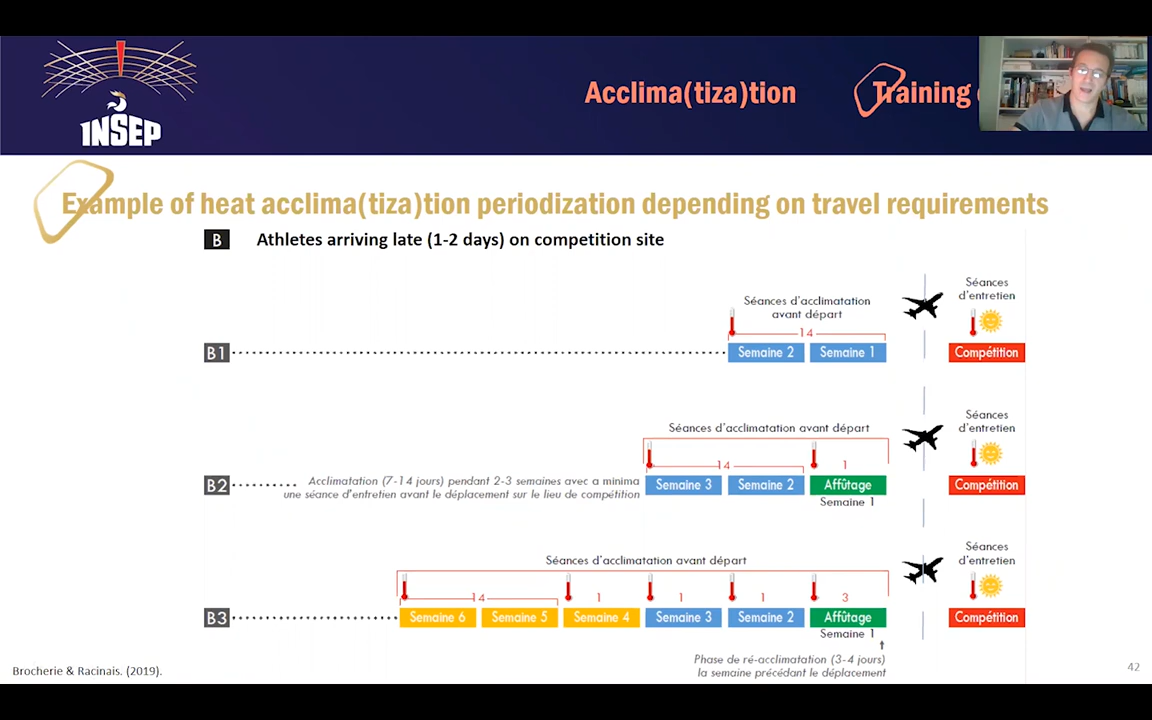 INSEP
Acclima(tiza)tion
Training
Example of heat acclima(tiza)tion periodization depending on travel requirements
B Athletes arriving late (1-2 days) on competition site
Séances d'acclimatation
avant départ
Séances
d'entretien
14
B1 Semaine 2 Semaine 1 Compétition
Séances d'acclimatation avant départ
Séances
d'entretien
14 1
Acclimatation (7-14 jours) pendant 2-3 semaines avec a minima
une séance d'entretien avant le déplacement sur le lieu de compétition
B2 Semaine 3 Semaine 2 Affûtage Compétition
Semaine 1
Séances d'acclimatation avant départ
Séances
d'entretien
14 1 1 1 3
B3 Semaine 6 Semaine 5 Semaine 4 Semaine 3 Semaine 2 Affûtage Compétition
Semaine 1
Phase de ré-acclimatation (3-4 jours)
la semaine précédant le déplacement
Brocherie & Racinais. (2019).
42